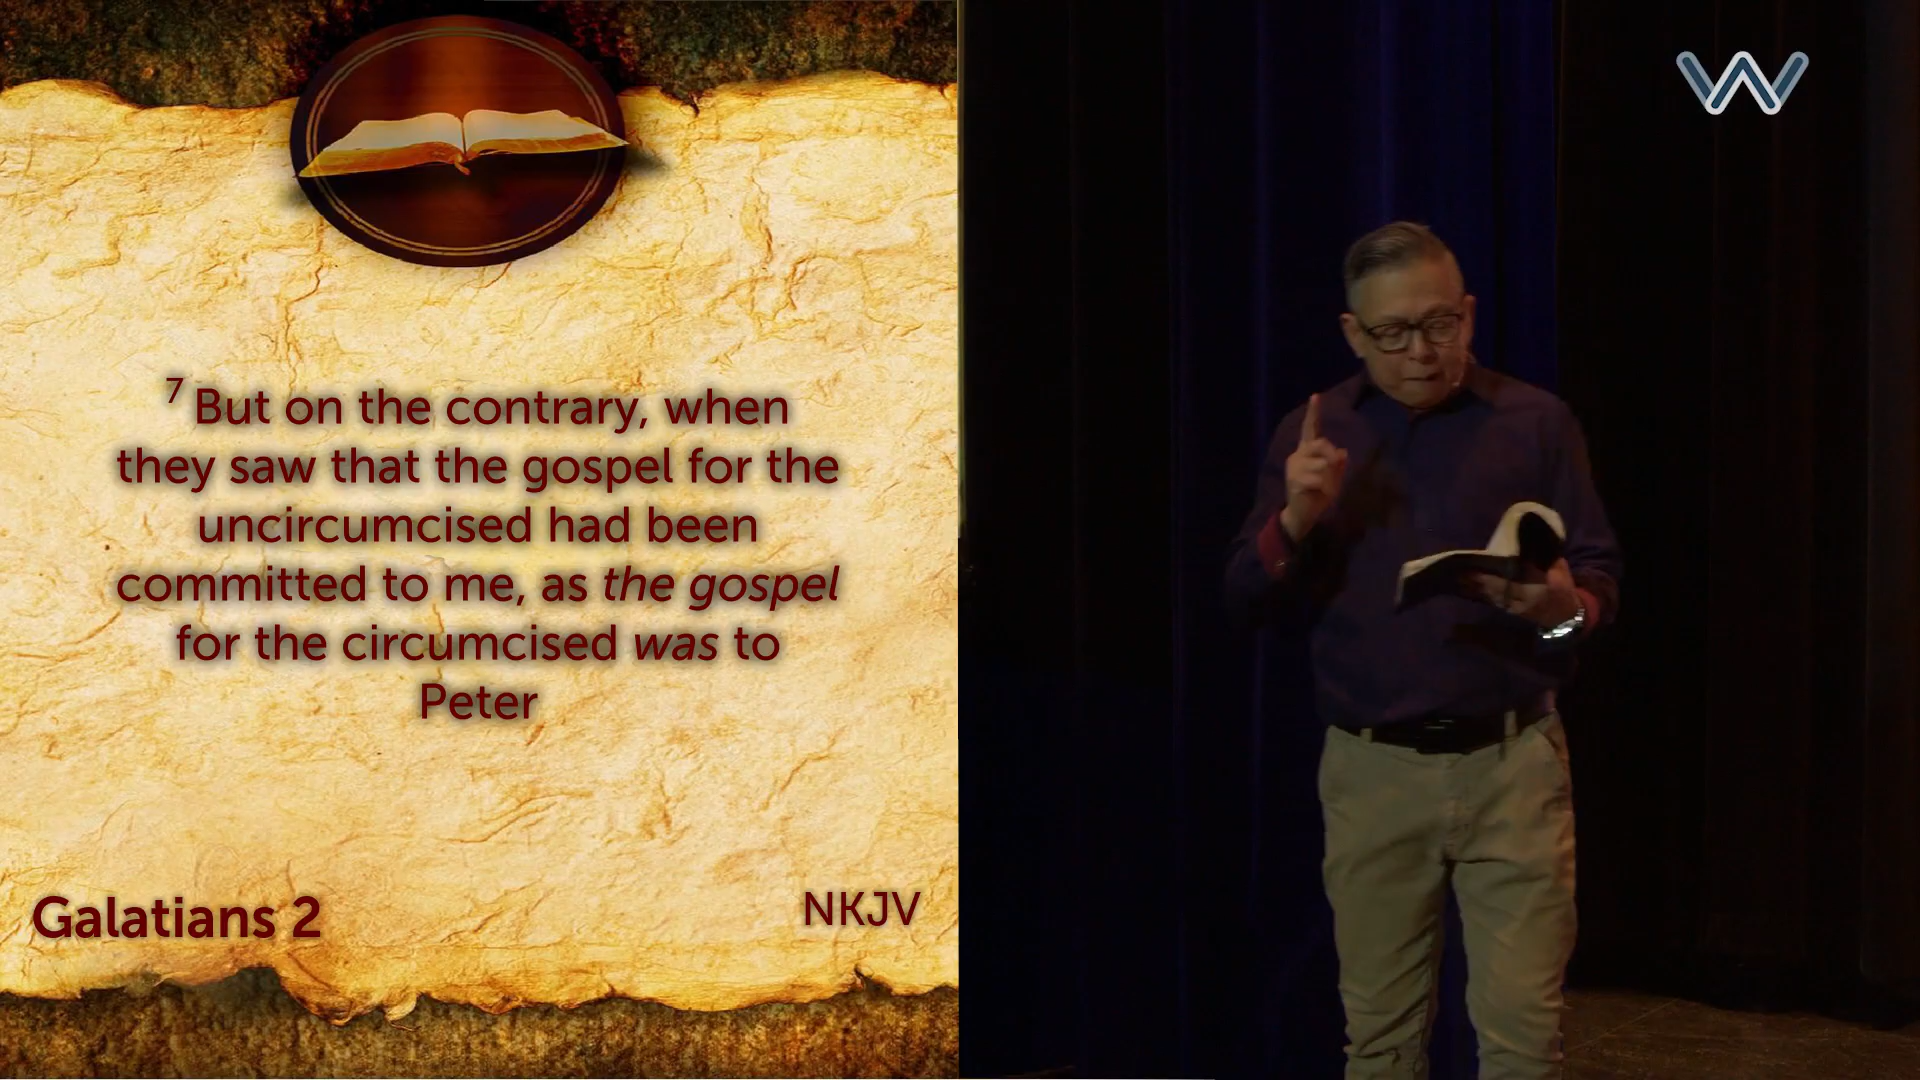 7 But on the contrary, when
they saw that the gospel for the
uncircumcised had been
committed to me, as the gospel
for the circumcised was to
Peter
Galatians 2
NKJV
W